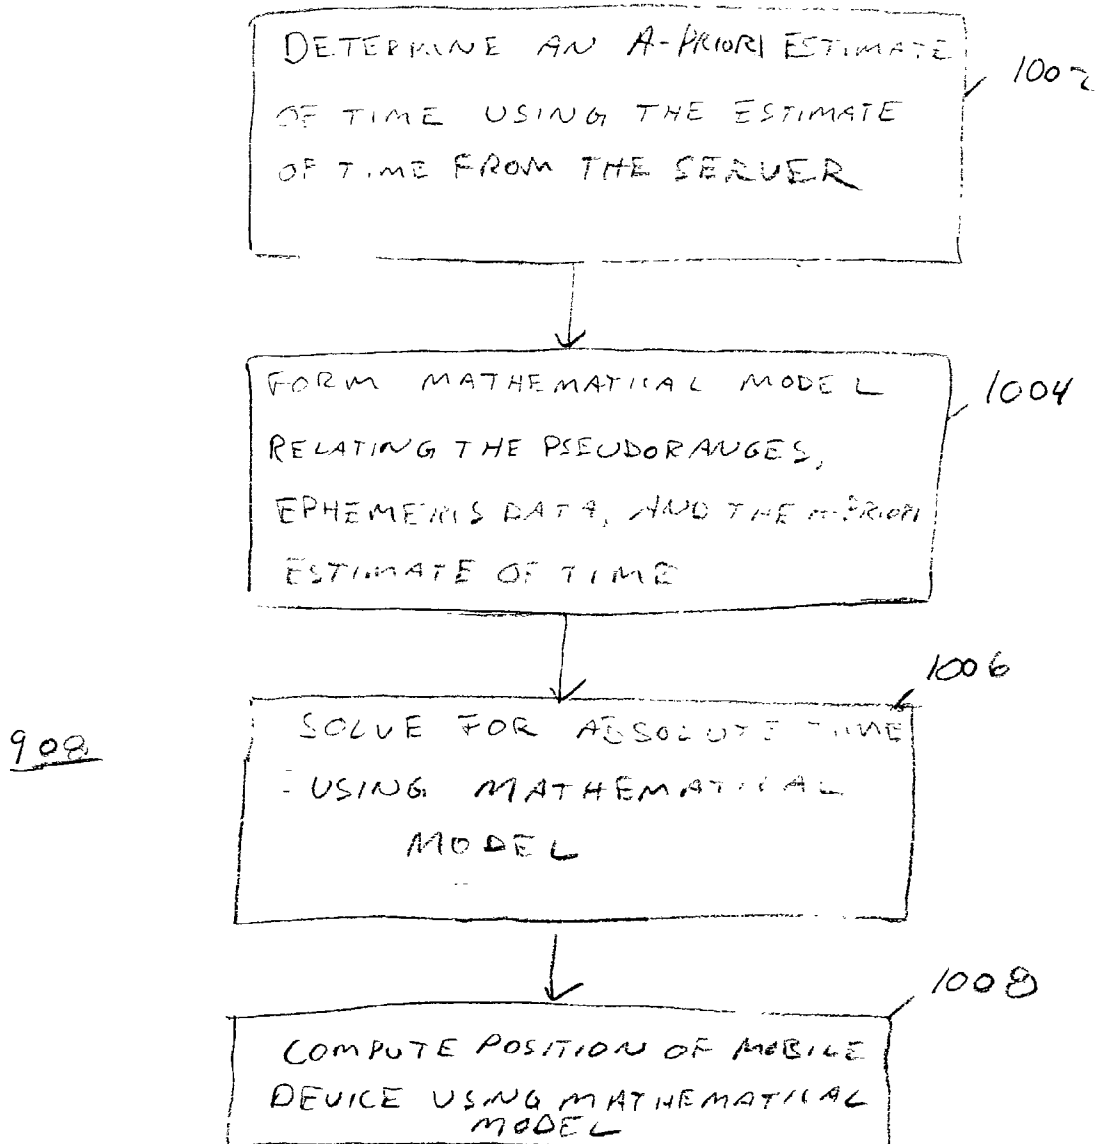 DETERMINE AN A-PRIORI ESTIMATE
1002
OF TIME USING THE ESTIMATE
OF TIME FROM THE SERVER
FORM MATHEMATICAL MODEL
1004
RELATING THE PSEUDORANGES,
EPHEMERIS DATA, AND THE A-PRIORI
ESTIMATE OF TIME
1006
SOLVE FOR ABSOLUTE TIME
908
USING MATHEMATICAL
MODEL
1008
COMPUTE POSITION OF MOBILE
DEVICE USING MATHEMATICAL
MODEL